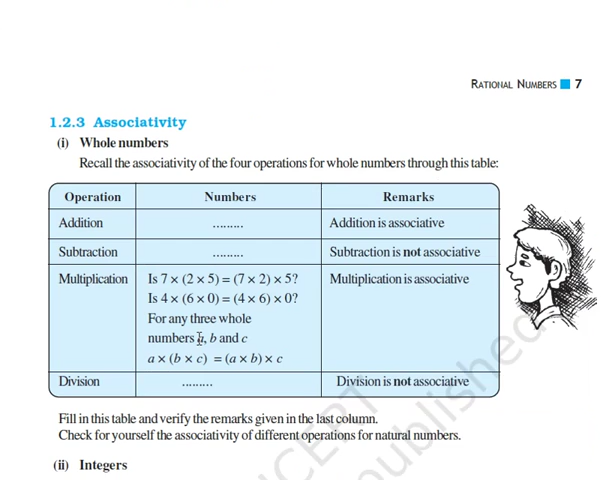 RATIONAL NUMBERS 7
1.2.3 Associativity
(i) Whole numbers
Recall the associativity of the four operations for whole numbers through this table:
Operation Numbers Remarks
Addition ......... Addition is associative
Subtraction ......... Subtraction is not associative
Multiplication Is 7 × (2 × 5) = (7 × 2) × 5? Multiplication is associative
Is 4 × (6 × 0) = (4 × 6) × 0?
For any three whole
numbers a, b and c
a × (b × c) = (a × b) × c
Division ......... Division is not associative
Fill in this table and verify the remarks given in the last column.
Check for yourself the associativity of different operations for natural numbers.
(ii) Integers